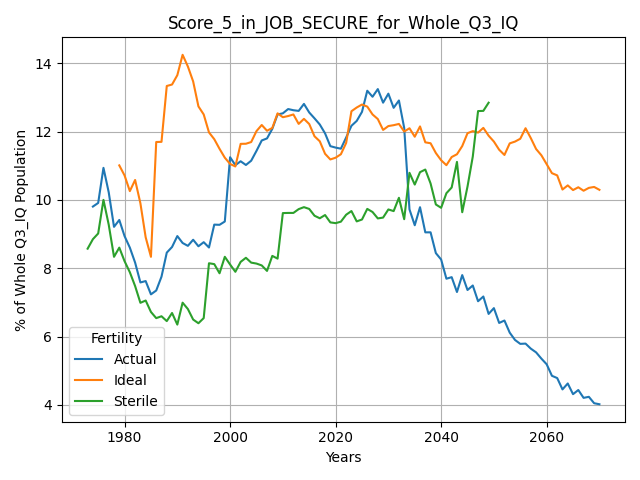 Score_5_in_JOB_SECURE_for_Whole_Q3_IQ
% of Whole Q3_IQ Population
14
12
10
8
6
4
Fertility
Actual
Ideal
Sterile
1980
2000
2020
2040
2060
Years